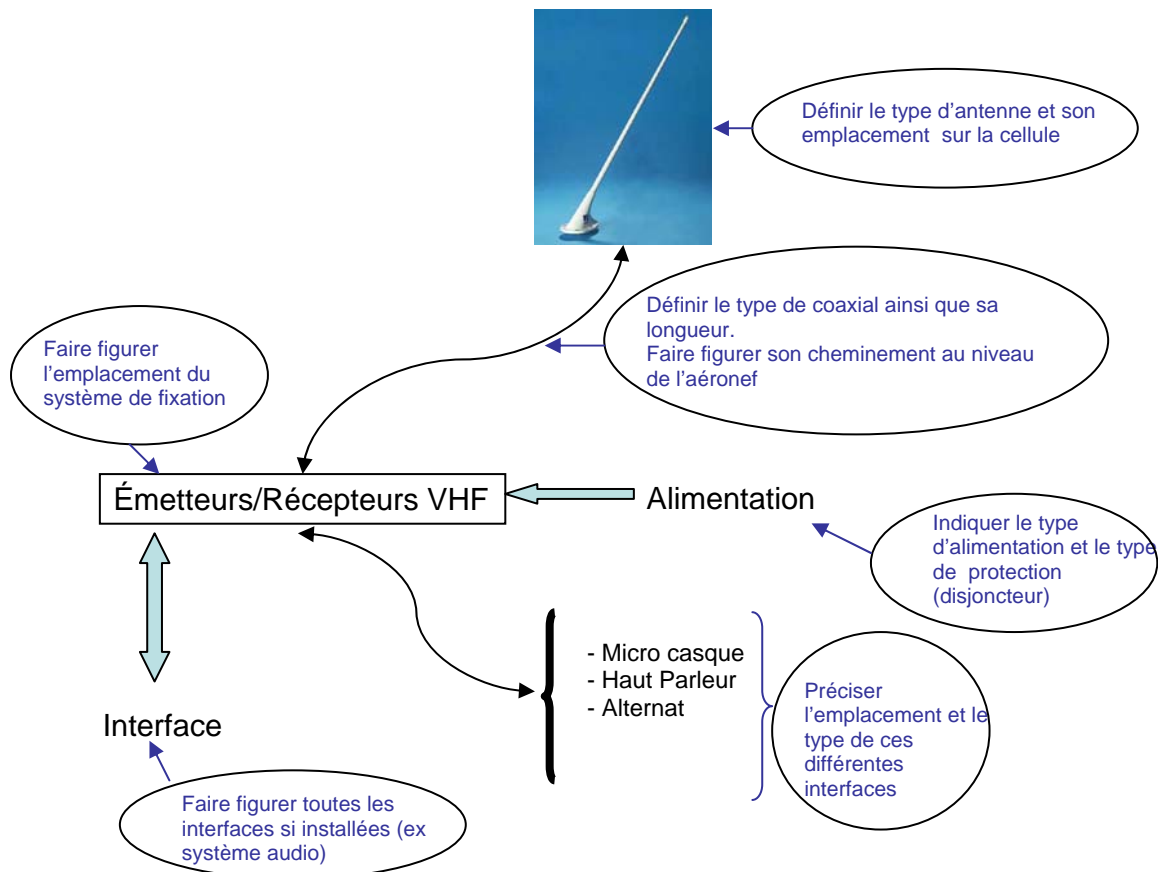 Définir le type d'antenne et son
emplacement sur la cellule
Définir le type de coaxial ainsi que sa
longueur.
Faire figurer son cheminement au niveau
de l'aéronef
Faire figurer
l'emplacement du
système de fixation
Émetteurs/Récepteurs VHF
Alimentation
Indiquer le type
d'alimentation et le type
de protection
(disjoncteur)
- Micro casque
- Haut Parleur
- Alternat
Préciser
l'emplacement et le
type de ces
différentes
interfaces
Interface
Faire figurer toutes les
interfaces si installées (ex
système audio)